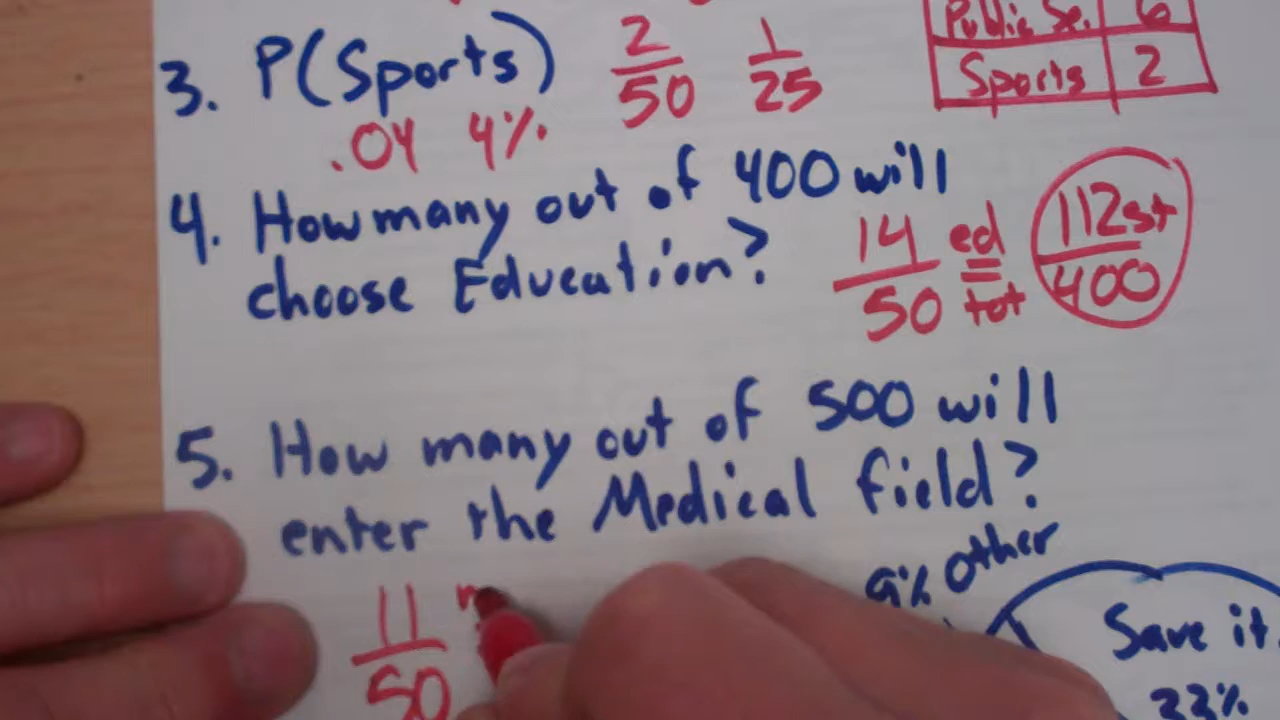 Public Se. 6
3. P(Sports) 2/50 1/25
Sports 2
.04 4%
4. How many out of 400 will
choose Education?
14/50 ed/tot = 112st/400
5. How many out of 500 will
enter the Medical field?
11/50
9% Other
Save it